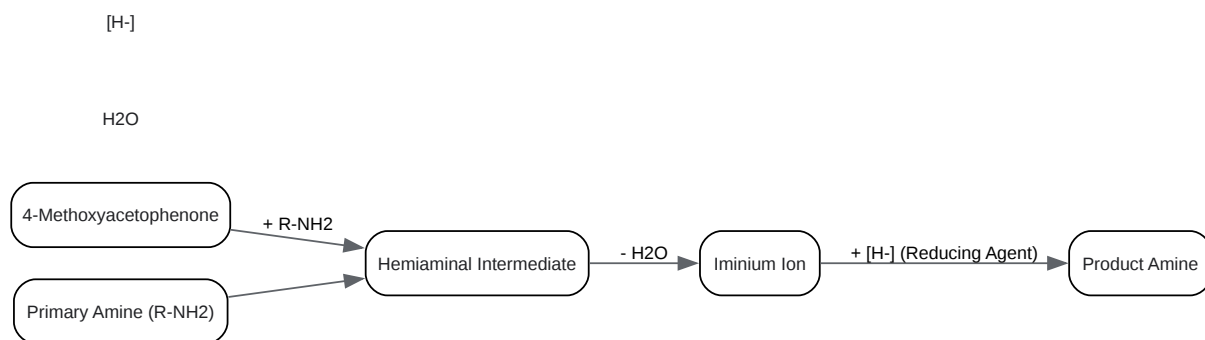 [H-]
H2O
4-Methoxyacetophenone
+ R-NH2
Primary Amine (R-NH2)
Hemiaminal Intermediate
- H2O
Iminium Ion
+ [H-] (Reducing Agent)
Product Amine